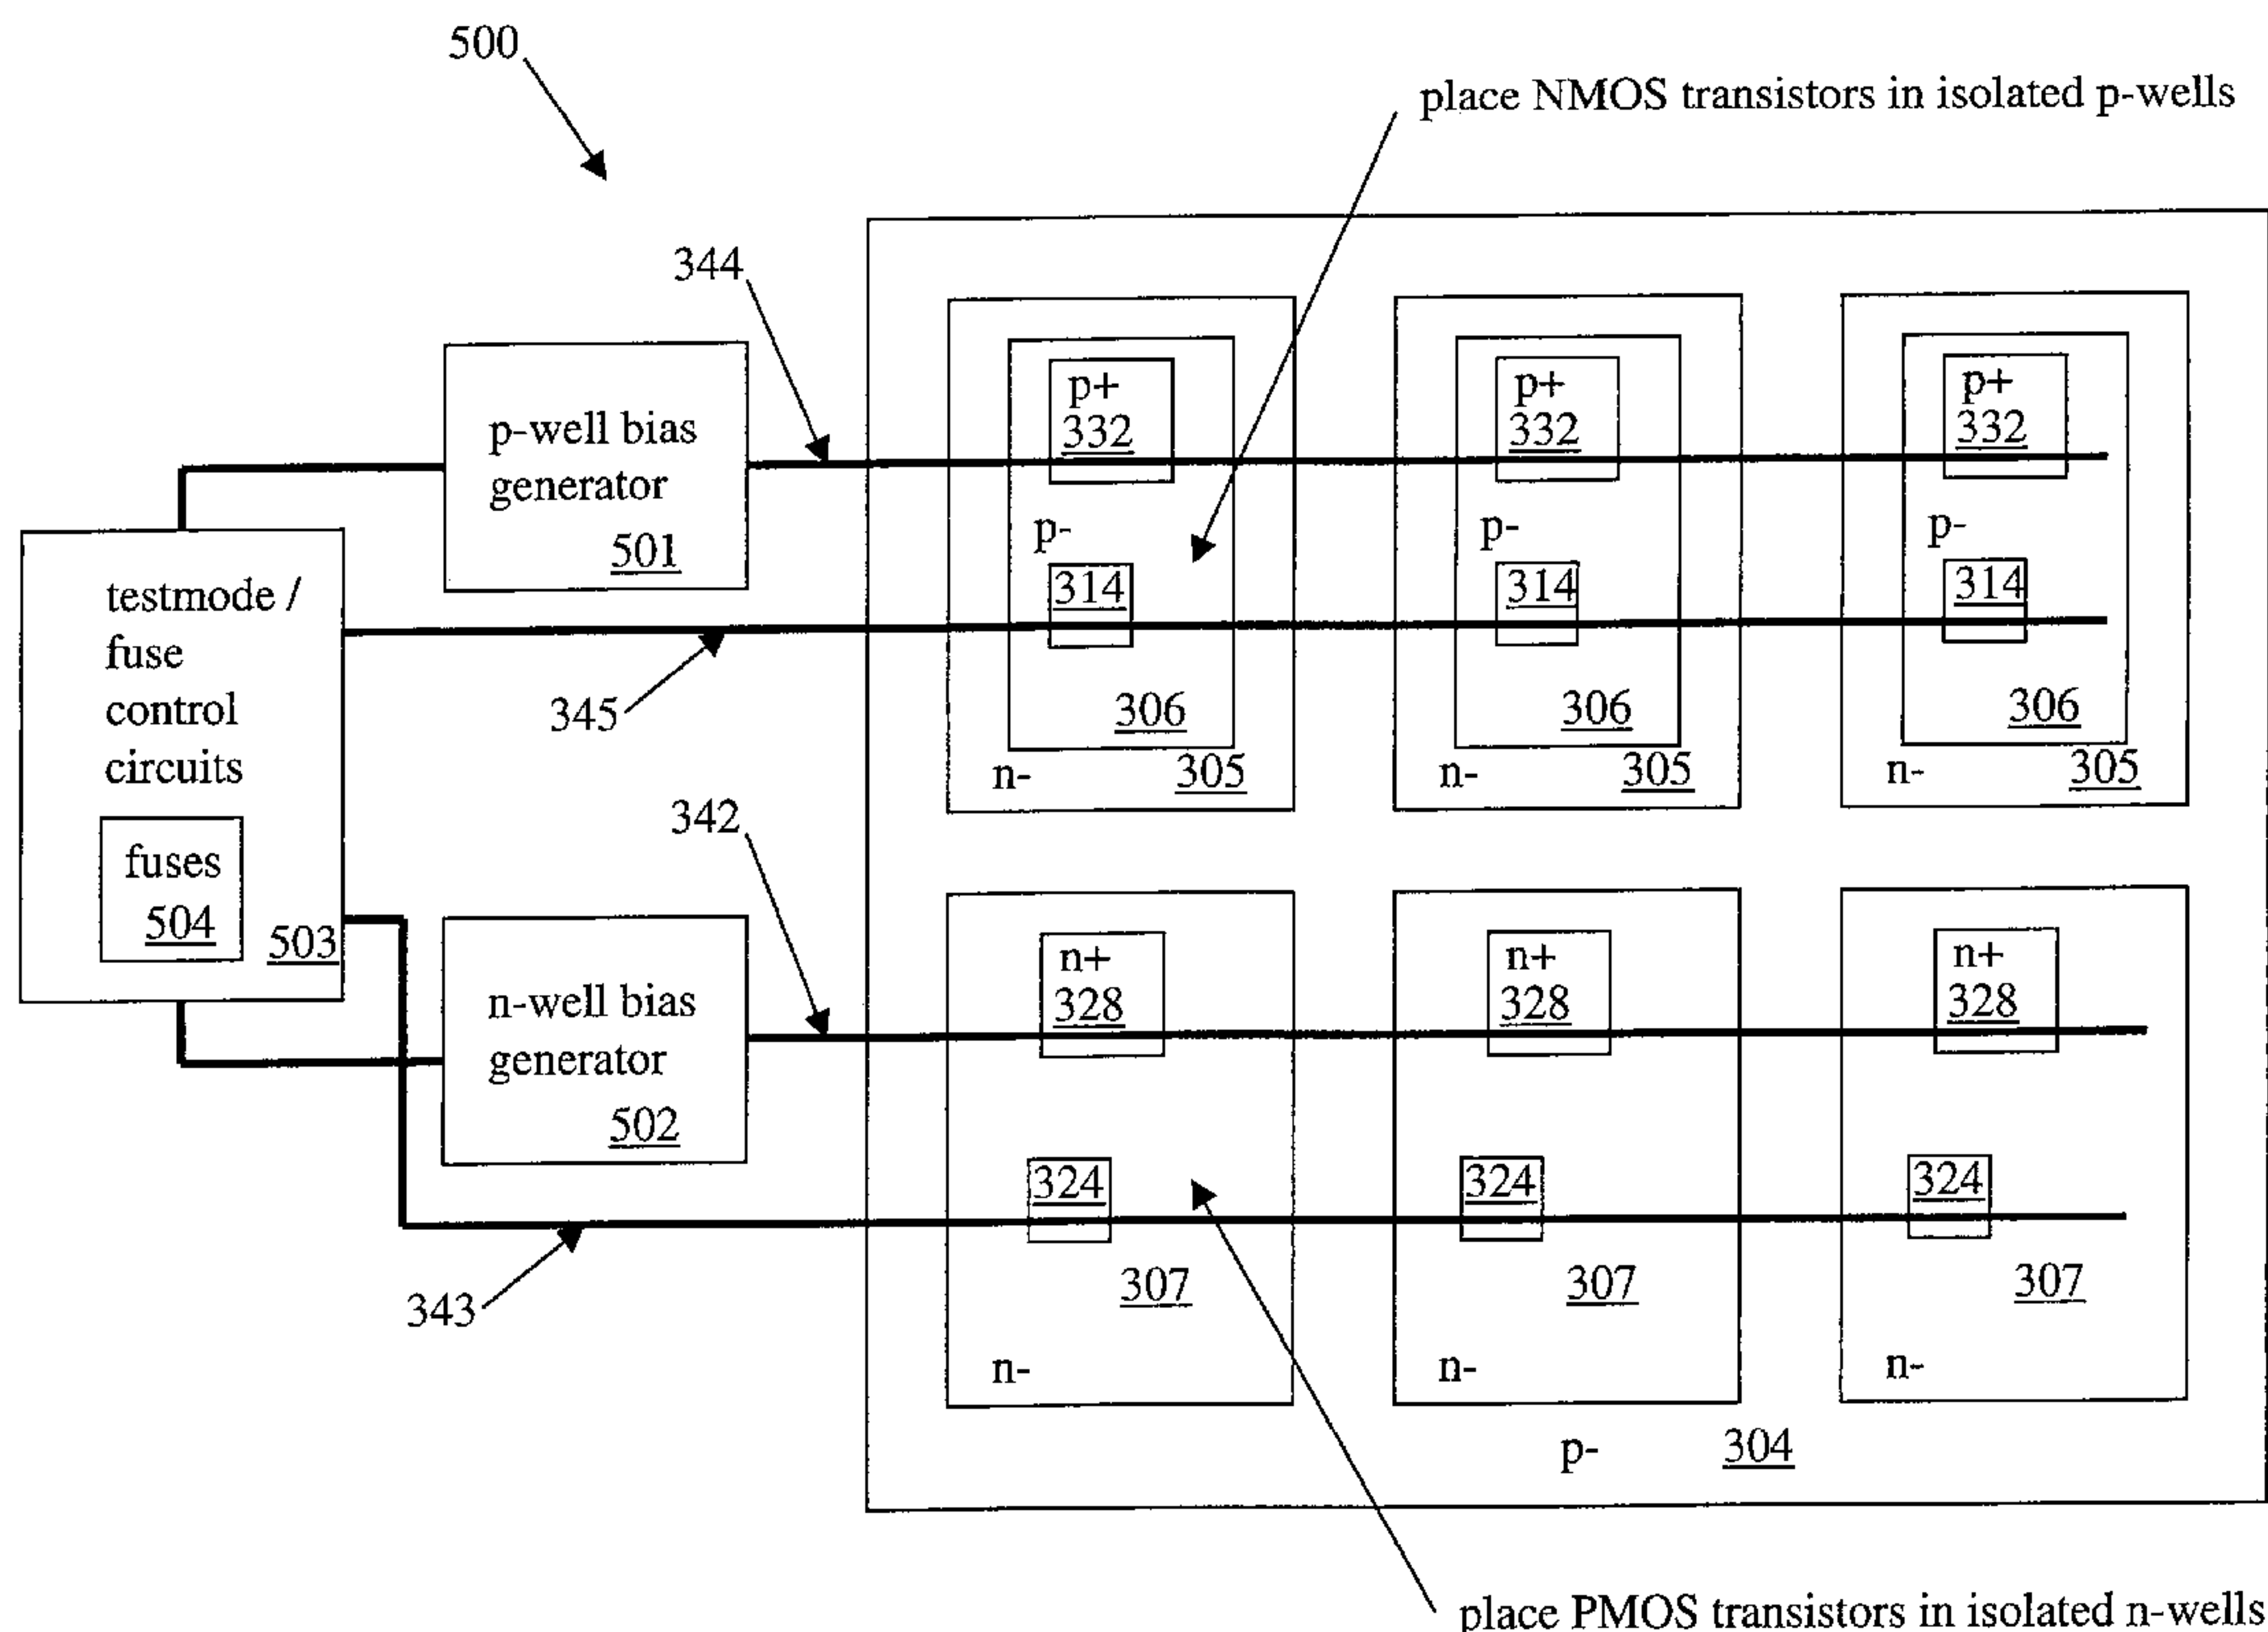 500
place NMOS transistors in isolated p-wells
344
p-well bias
generator
501
p+
332
p+
332
p+
332
p-
p-
p-
314
314
314
345
306
306
306
n-
305
n-
305
n-
305
testmode /
fuse
control
circuits
fuses
504
503
342
n-well bias
generator
502
n+
328
n+
328
n+
328
324
324
324
343
307
307
307
n-
n-
n-
p-
304
place PMOS transistors in isolated n-wells